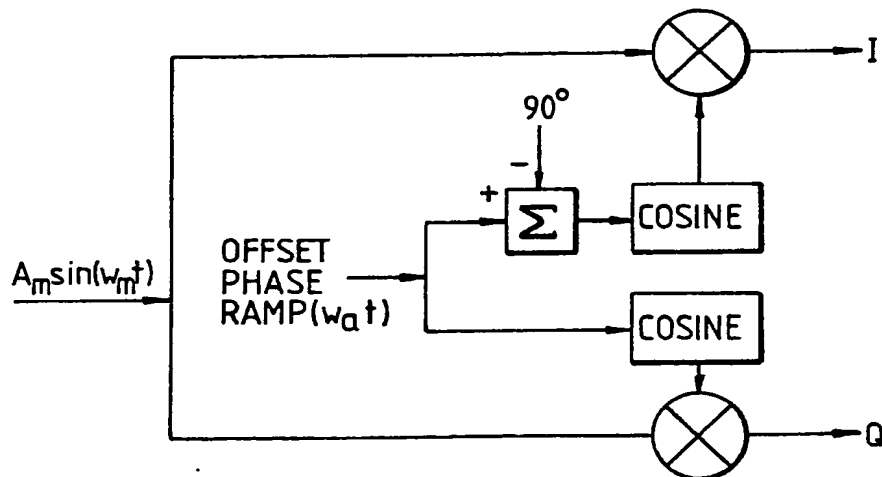 I
90°
−
+
Σ
COSINE
OFFSET
PHASE
RAMP(wₐt)
Aₘsin(wₘt)
COSINE
Q